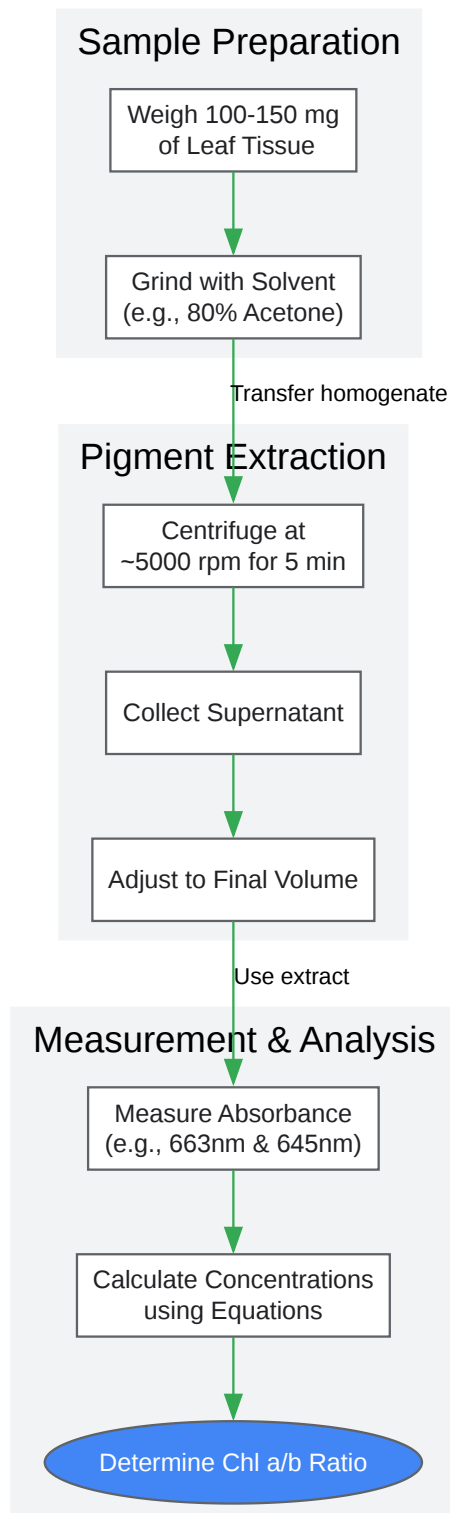 Sample Preparation
Weigh 100-150 mg
of Leaf Tissue
Grind with Solvent
(e.g., 80% Acetone)
Transfer homogenate
Pigment Extraction
Centrifuge at
~5000 rpm for 5 min
Collect Supernatant
Adjust to Final Volume
Use extract
Measurement & Analysis
Measure Absorbance
(e.g., 663nm & 645nm)
Calculate Concentrations
using Equations
Determine Chl a/b Ratio